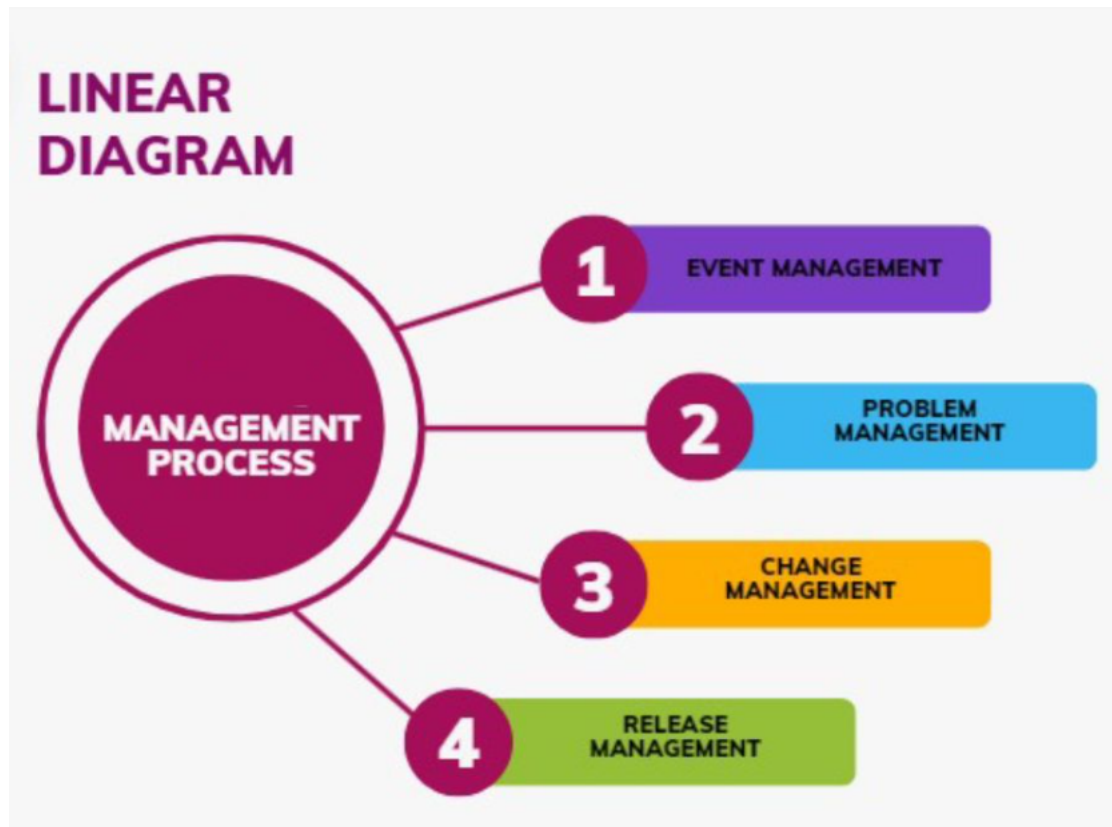 LINEAR
DIAGRAM
MANAGEMENT
PROCESS
1
EVENT MANAGEMENT
2
PROBLEM
MANAGEMENT
3
CHANGE
MANAGEMENT
4
RELEASE
MANAGEMENT